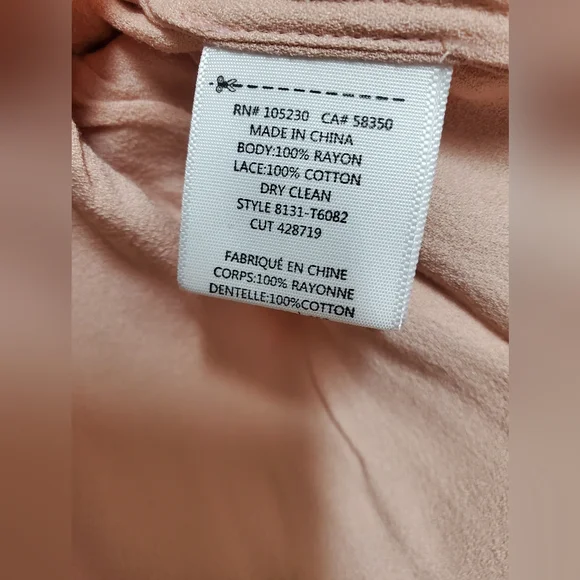 RN# 105230 CA# 58350
MADE IN CHINA
BODY:100% RAYON
LACE:100% COTTON
DRY CLEAN
STYLE 8131-T6082
CUT 428719
FABRIQUÉ EN CHINE
CORPS:100% RAYONNE
DENTELLE:100%COTTON